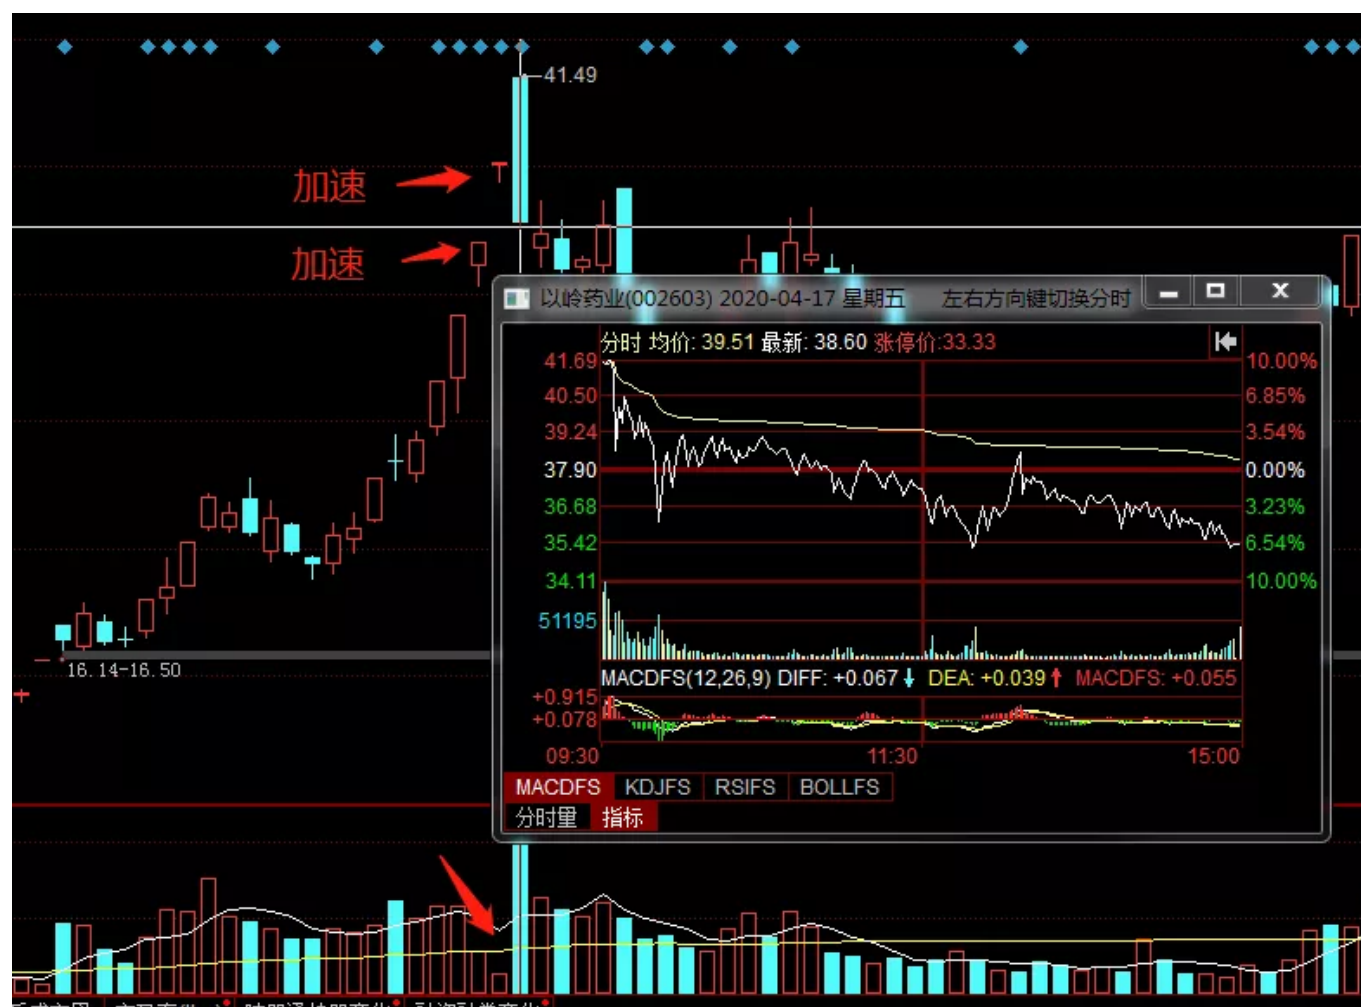 41.49
加速
加速
以岭药业(002603) 2020-04-17 星期五 左右方向键切换分时
分时 均价: 39.51 最新: 38.60 涨停价:33.33
41.69 10.00%
40.50 6.85%
39.24 3.54%
37.90 0.00%
36.68 3.23%
35.42 6.54%
34.11 10.00%
51195
16.14-16.50
MACDFS(12,26,9) DIFF: +0.067 DEA: +0.039 MACDFS: +0.055
+0.915
+0.078
09:30 11:30 15:00
MACDFS KDJFS RSIFS BOLLFS
分时量 指标